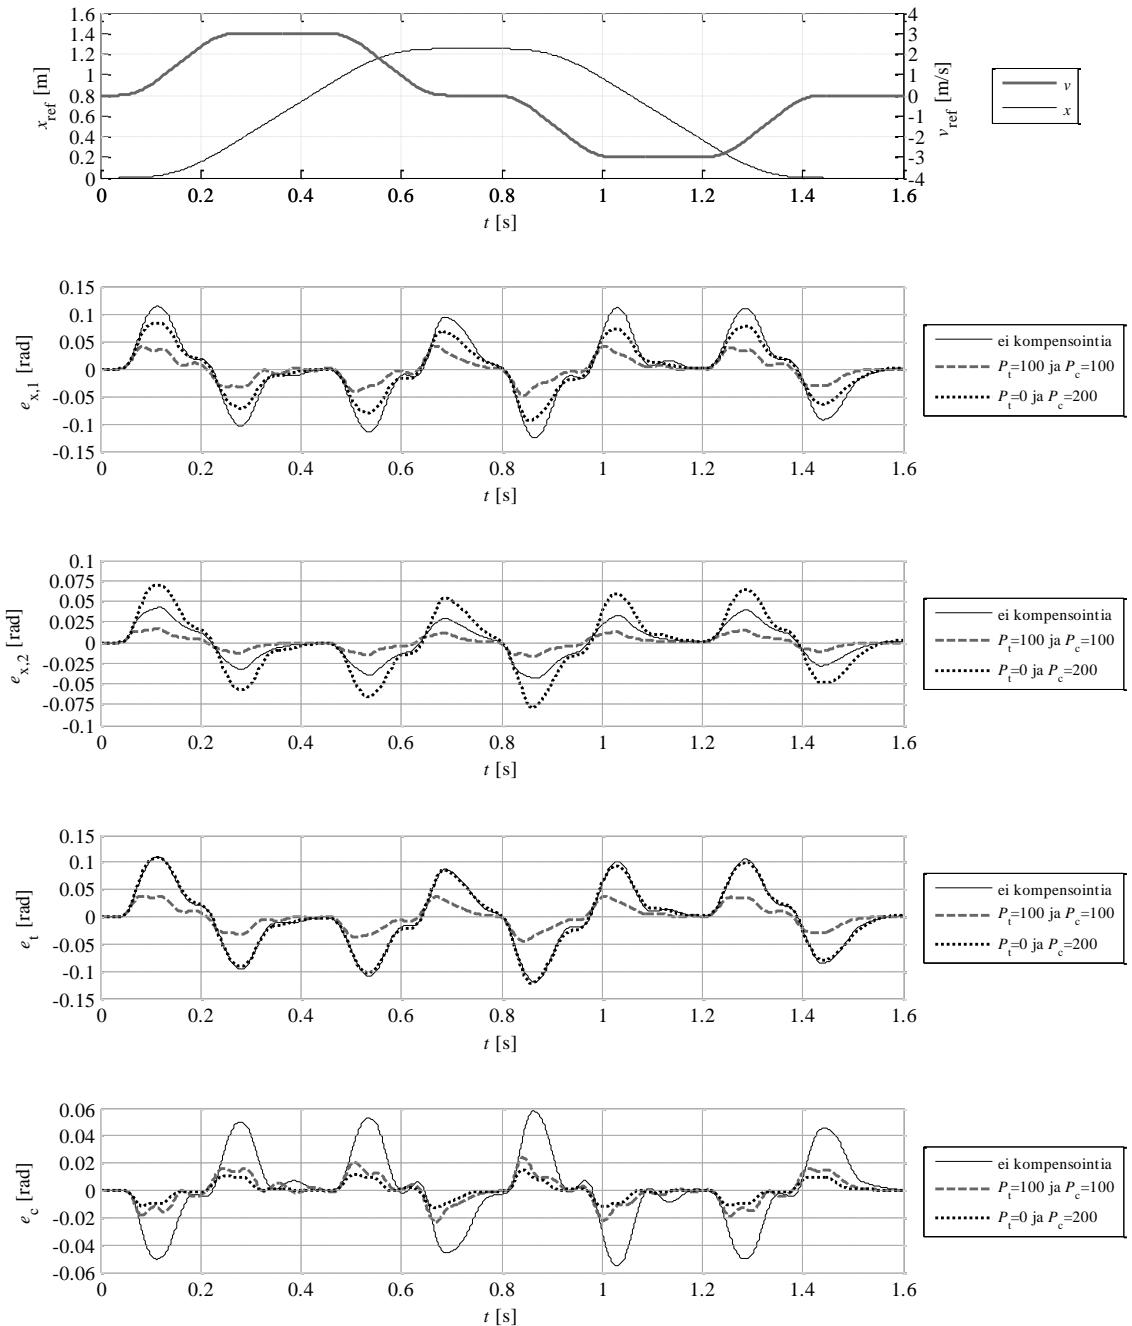 x_ref [m]
1.6
1.4
1.2
1
0.8
0.6
0.4
0.2
0
4
3
2
1
0
-1
-2
-3
-4
v_ref [m/s]
0 0.2 0.4 0.6 0.8 1 1.2 1.4 1.6
t [s]
v
x
e_x,1 [rad]
0.15
0.1
0.05
0
-0.05
-0.1
-0.15
0 0.2 0.4 0.6 0.8 1 1.2 1.4 1.6
t [s]
ei kompensointia
P_t=100 ja P_c=100
P_t=0 ja P_c=200
e_x,2 [rad]
0.1
0.075
0.05
0.025
0
-0.025
-0.05
-0.075
-0.1
0 0.2 0.4 0.6 0.8 1 1.2 1.4 1.6
t [s]
ei kompensointia
P_t=100 ja P_c=100
P_t=0 ja P_c=200
e_t [rad]
0.15
0.1
0.05
0
-0.05
-0.1
-0.15
0 0.2 0.4 0.6 0.8 1 1.2 1.4 1.6
t [s]
ei kompensointia
P_t=100 ja P_c=100
P_t=0 ja P_c=200
e_c [rad]
0.06
0.04
0.02
0
-0.02
-0.04
-0.06
0 0.2 0.4 0.6 0.8 1 1.2 1.4 1.6
t [s]
ei kompensointia
P_t=100 ja P_c=100
P_t=0 ja P_c=200